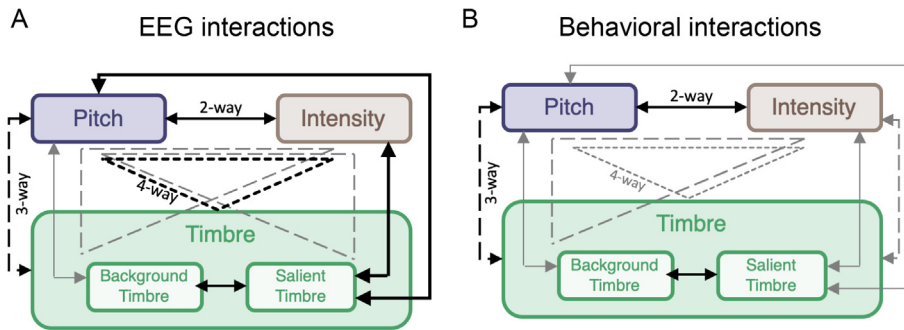 A
EEG interactions
Pitch
2-way
Intensity
3-way
4-way
Timbre
Background
Timbre
Salient
Timbre
B
Behavioral interactions
Pitch
2-way
Intensity
3-way
4-way
Timbre
Background
Timbre
Salient
Timbre